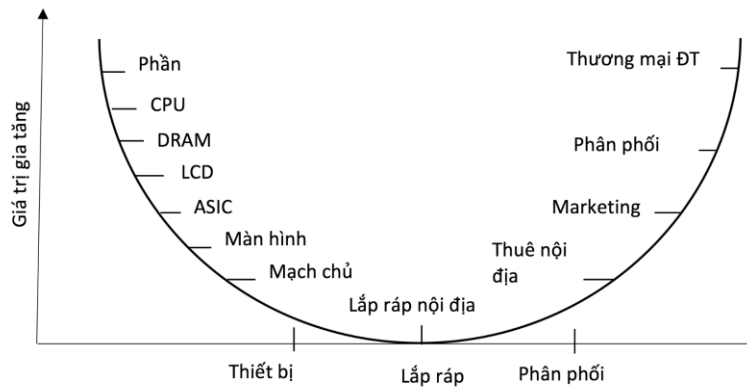 Giá trị gia tăng
Phần
CPU
DRAM
LCD
ASIC
Màn hình
Mạch chủ
Lắp ráp nội địa
Thương mại ĐT
Phân phối
Marketing
Thuê nội
địa
Thiết bị
Lắp ráp
Phân phối